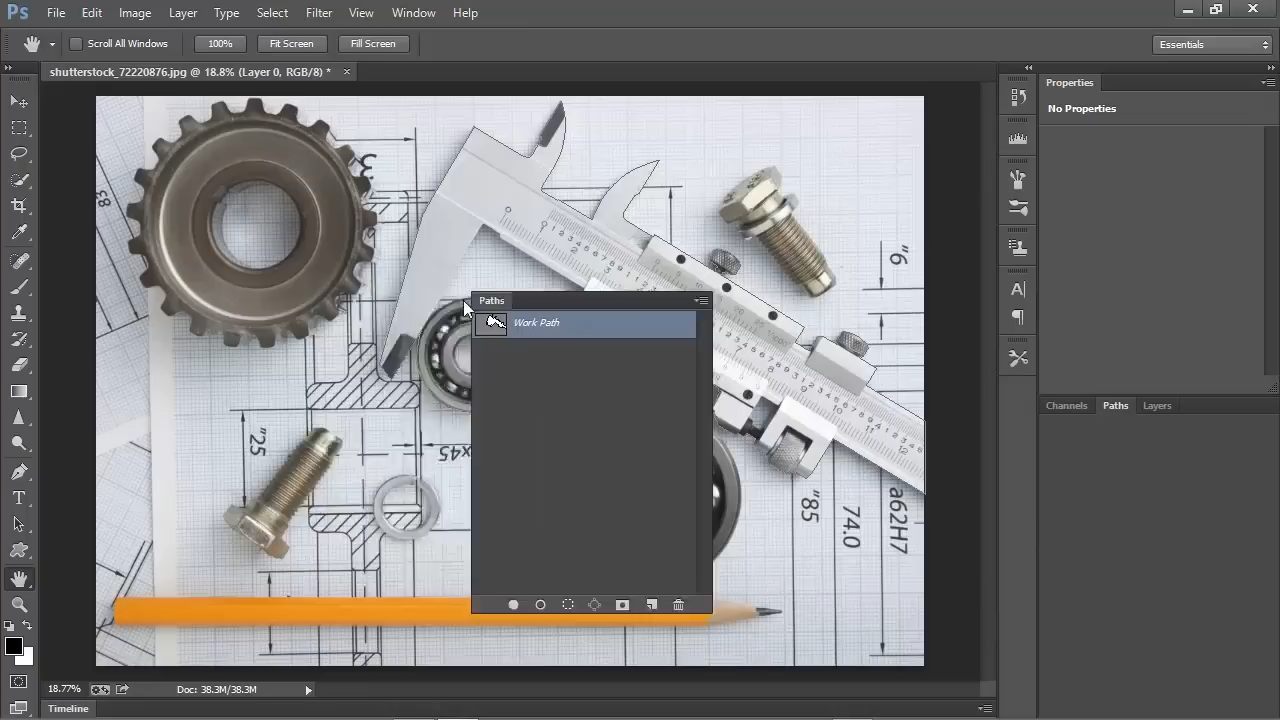 Ps File Edit Image Layer Type Select Filter View Window Help
Scroll All Windows 100% Fit Screen Fill Screen Essentials
shutterstock_72220876.jpg @ 18.8% (Layer 0, RGB/8) * ×
Properties
No Properties
Paths
Work Path
Channels Paths Layers
"6
"25
x45
"85
74.0
a62H7
18.77% Doc: 38.3M/38.3M
Timeline